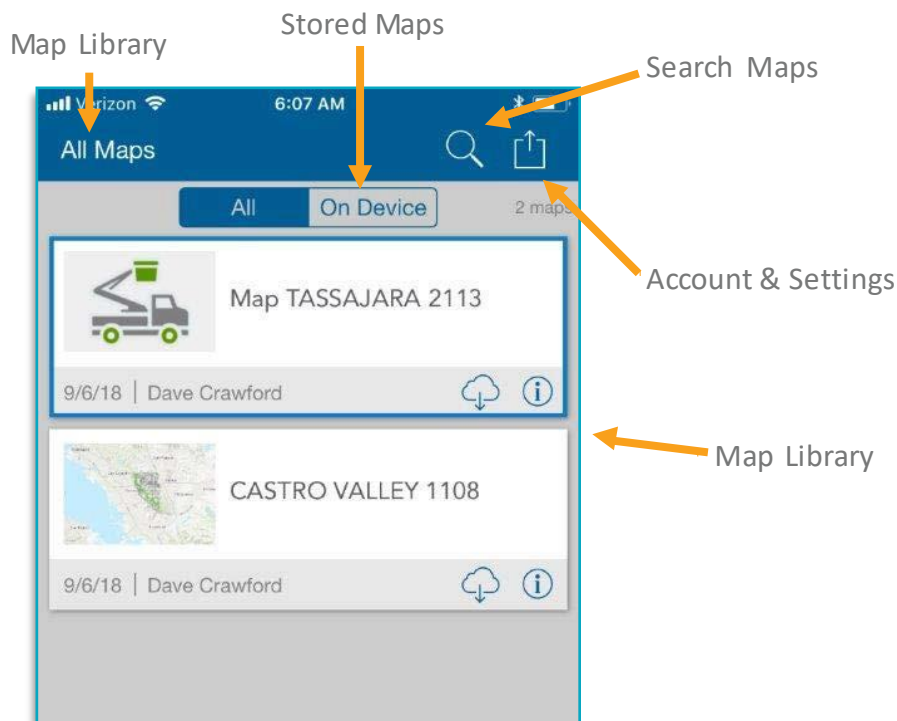 Stored Maps
Map Library
Search Maps
Verizon 6:07 AM
All Maps
All On Device 2 maps
Map TASSAJARA 2113
Account & Settings
9/6/18 | Dave Crawford
Map Library
CASTRO VALLEY 1108
9/6/18 | Dave Crawford